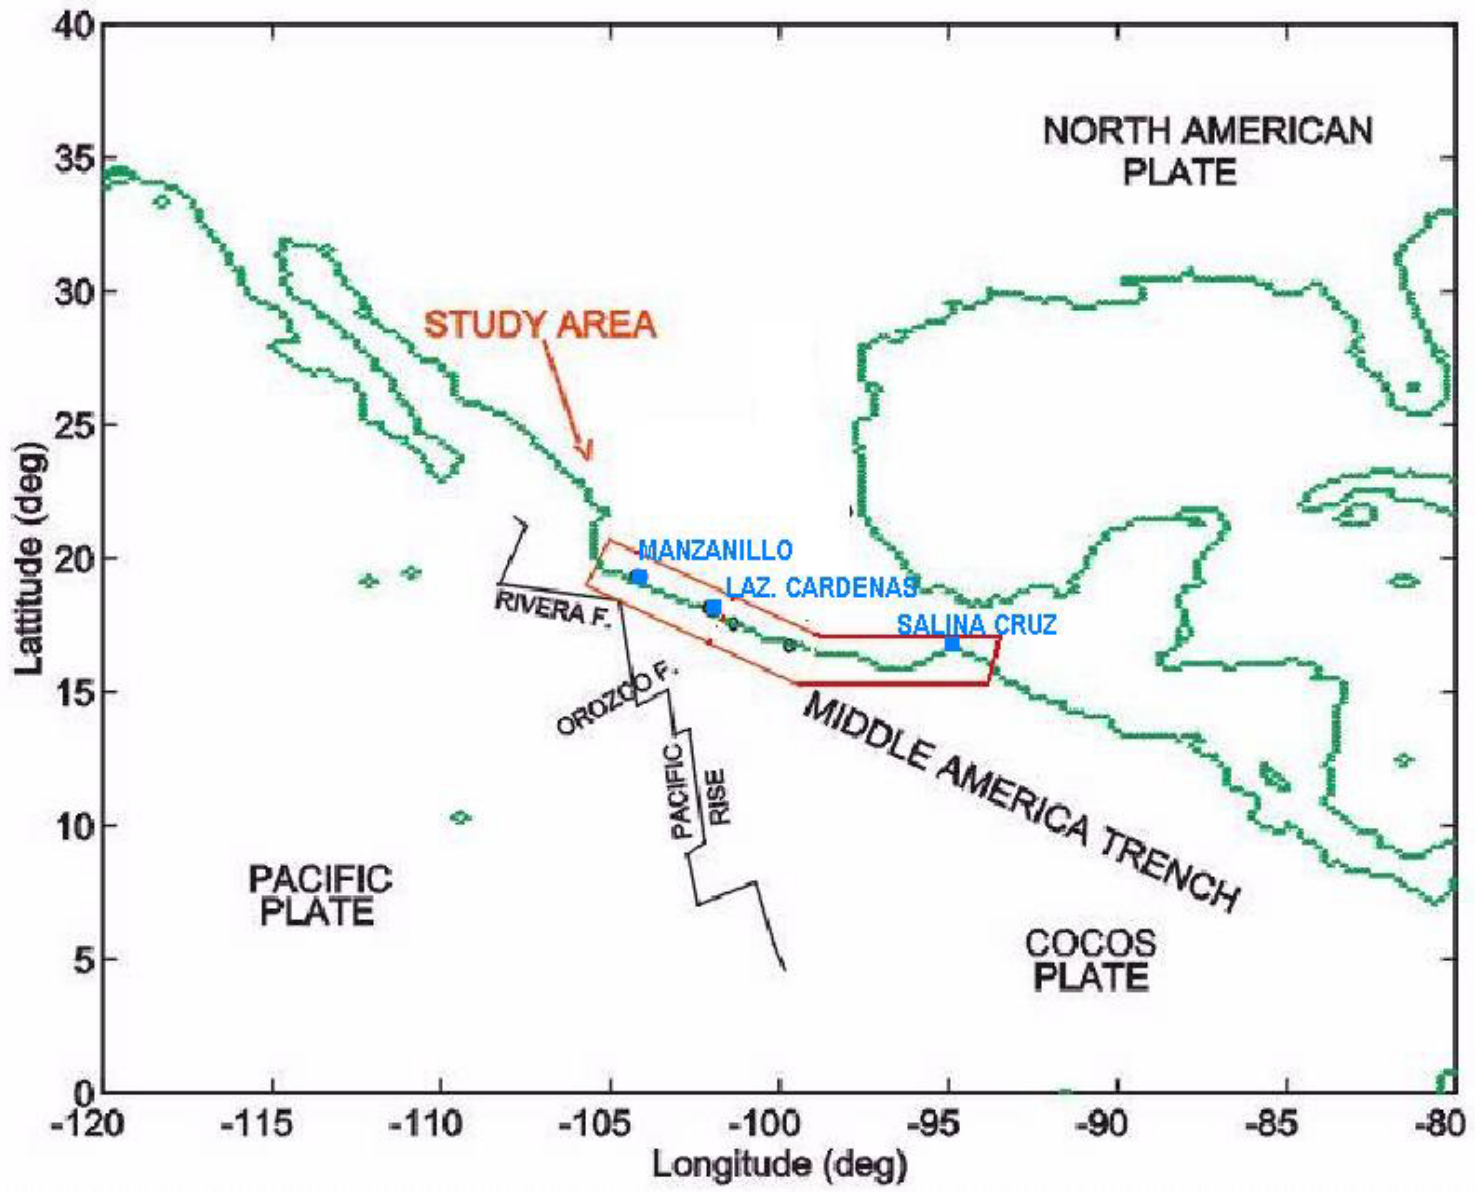 40
35
30
25
20
15
10
5
0
Lattitude (deg)
-120
-115
-110
-105
-100
-95
-90
-85
-80
Longitude (deg)
NORTH AMERICAN
PLATE
STUDY AREA
MANZANILLO
LAZ. CARDENAS
SALINA CRUZ
RIVERA F.
OROZCO F.
MIDDLE AMERICA TRENCH
PACIFIC
RISE
PACIFIC
PLATE
COCOS
PLATE